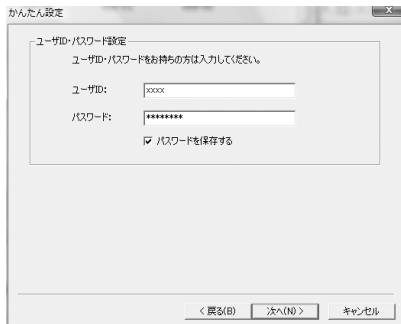 かんたん設定
ユーザID・パスワード設定
ユーザID・パスワードをお持ちの方は入力してください。
ユーザID:
xxxx
パスワード:
********
パスワードを保存する
< 戻る(B)
次へ(N) >
キャンセル